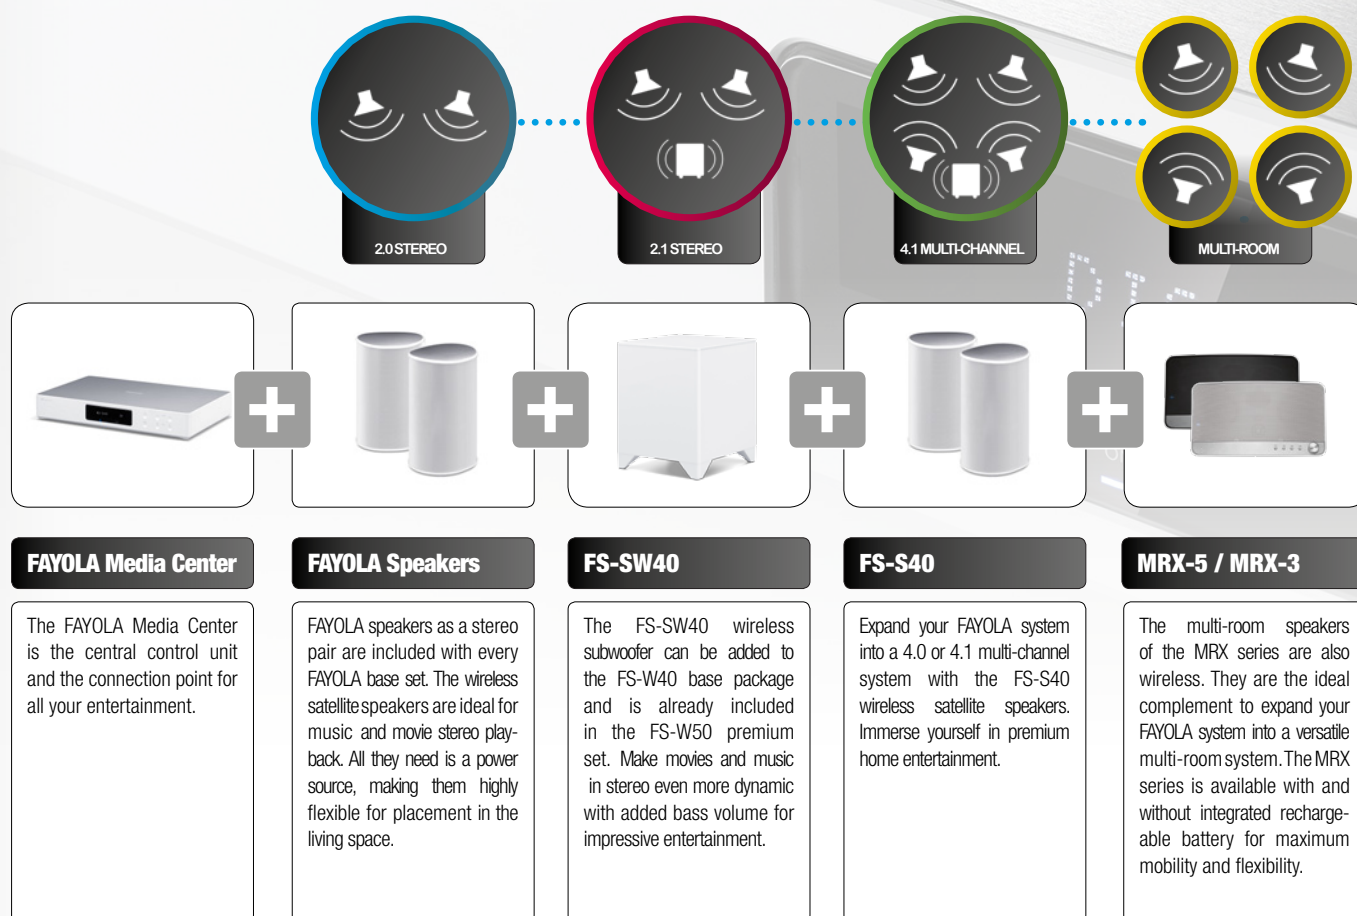 2.0 STEREO
2.1 STEREO
4.1 MULTI-CHANNEL
MULTI-ROOM
FAYOLA Media Center
The FAYOLA Media Center
is the central control unit
and the connection point for
all your entertainment.
FAYOLA Speakers
FAYOLA speakers as a stereo
pair are included with every
FAYOLA base set. The wireless
satellite speakers are ideal for
music and movie stereo play-
back. All they need is a power
source, making them highly
flexible for placement in the
living space.
FS-SW40
The FS-SW40 wireless
subwoofer can be added to
the FS-W40 base package
and is already included
in the FS-W50 premium
set. Make movies and music
in stereo even more dynamic
with added bass volume for
impressive entertainment.
FS-S40
Expand your FAYOLA system
into a 4.0 or 4.1 multi-channel
system with the FS-S40
wireless satellite speakers.
Immerse yourself in premium
home entertainment.
MRX-5 / MRX-3
The multi-room speakers
of the MRX series are also
wireless. They are the ideal
complement to expand your
FAYOLA system into a versatile
multi-room system. The MRX
series is available with and
without integrated recharge-
able battery for maximum
mobility and flexibility.